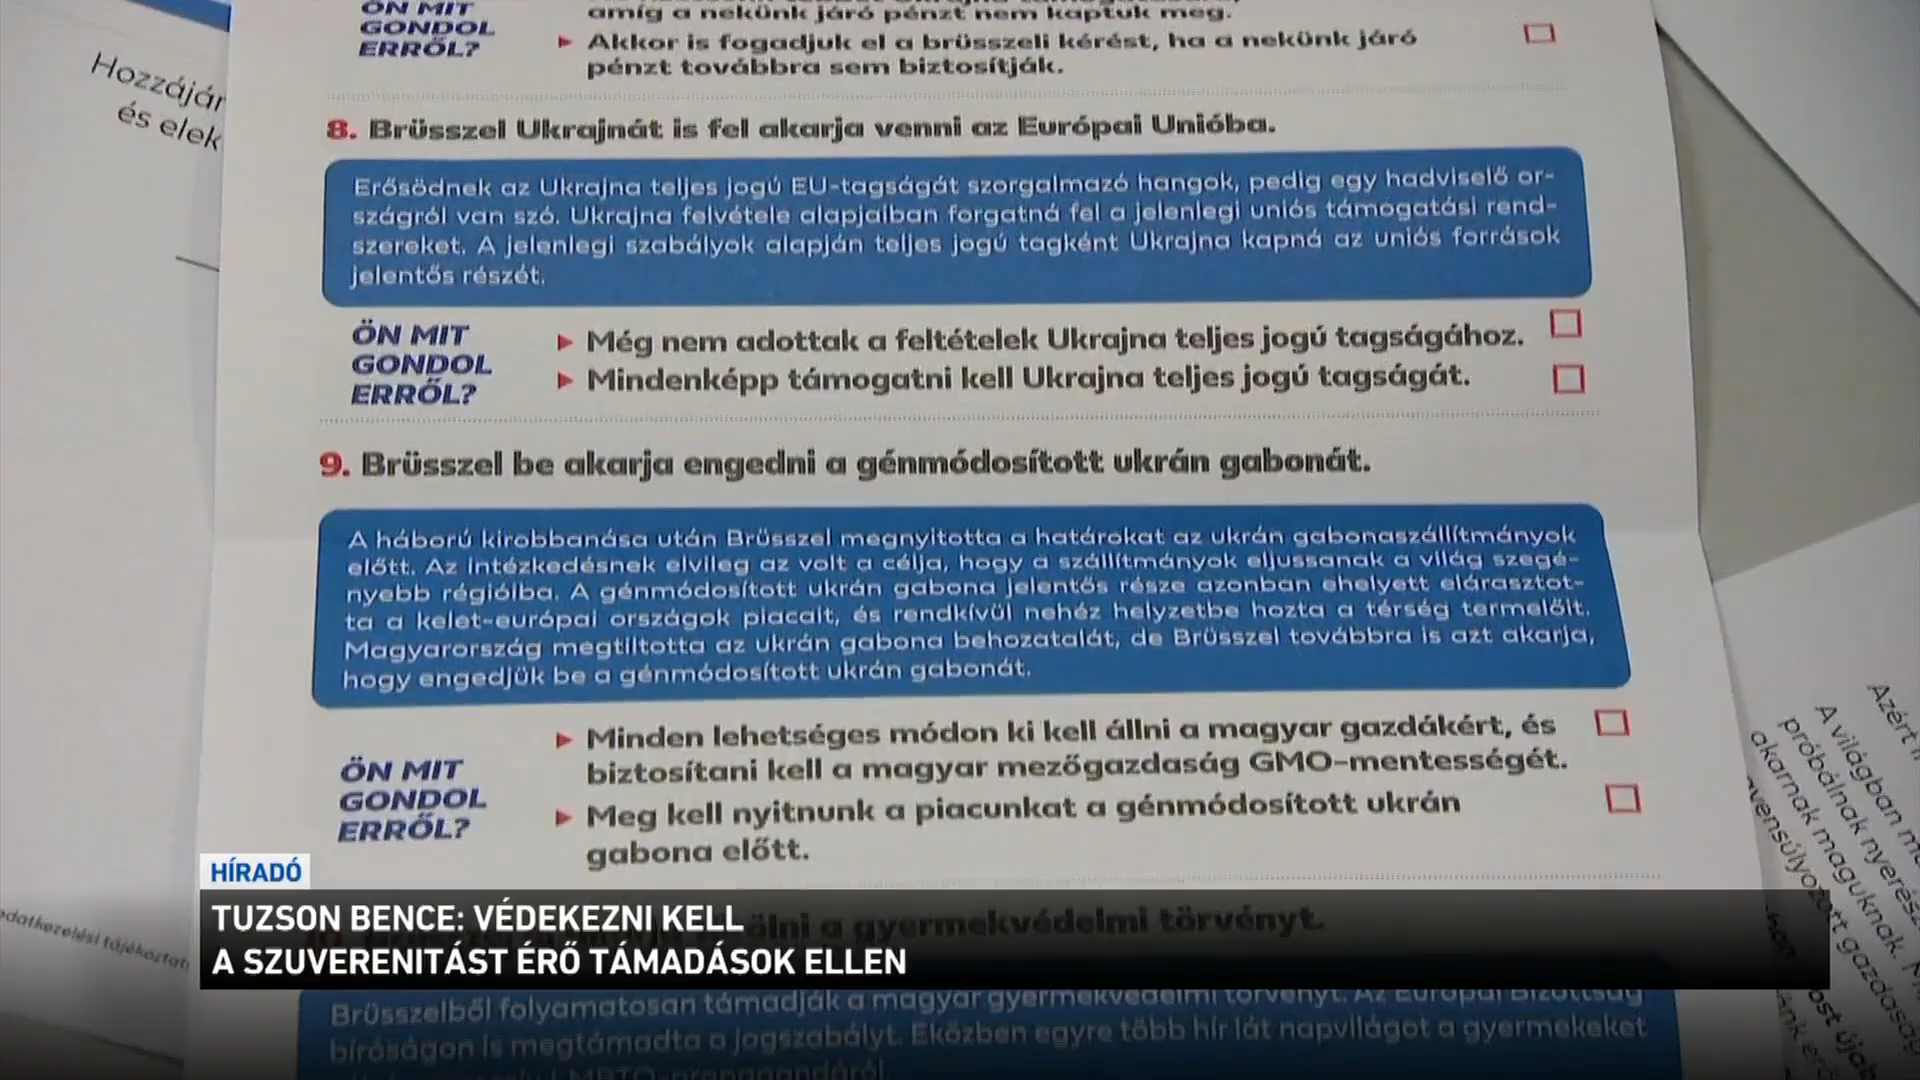 ÖN MIT
GONDOL
ERRŐL?
amíg a nekünk járó pénzt nem kaptuk meg.
▶ Akkor is fogadjuk el a brüsszeli kérést, ha a nekünk járó
pénzt továbbra sem biztosítják.
Hozzájár
és elek
8. Brüsszel Ukrajnát is fel akarja venni az Európai Unióba.
Erősödnek az Ukrajna teljes jogú EU-tagságát szorgalmazó hangok, pedig egy hadviselő or-
szágról van szó. Ukrajna felvétele alapjaiban forgatná fel a jelenlegi uniós támogatási rend-
szereket. A jelenlegi szabályok alapján teljes jogú tagként Ukrajna kapná az uniós források
jelentős részét.
ÖN MIT
GONDOL
ERRŐL?
▶ Még nem adottak a feltételek Ukrajna teljes jogú tagságához.
▶ Mindenképp támogatni kell Ukrajna teljes jogú tagságát.
9. Brüsszel be akarja engedni a génmódosított ukrán gabonát.
A háború kirobbanása után Brüsszel megnyitotta a határokat az ukrán gabonaszállítmányok
előtt. Az intézkedésnek elvileg az volt a célja, hogy a szállítmányok eljussanak a világ szegé-
nyebb régióiba. A génmódosított ukrán gabona jelentős része azonban ehelyett elárasztot-
ta a kelet-európai országok piacait, és rendkívül nehéz helyzetbe hozta a térség termelőit.
Magyarország megtiltotta az ukrán gabona behozatalát, de Brüsszel továbbra is azt akarja,
hogy engedjük be a génmódosított ukrán gabonát.
ÖN MIT
GONDOL
ERRŐL?
▶ Minden lehetséges módon ki kell állni a magyar gazdákért, és
biztosítani kell a magyar mezőgazdaság GMO-mentességét.
▶ Meg kell nyitnunk a piacunkat a génmódosított ukrán
gabona előtt.
a gyermekvédelmi törvényt.
Brüsszelből folyamatosan támadják a magyar gyermekvédelmi törvényt. Az Európai Bizottság
bíróságon is megtámadta a jogszabályt. Eközben egyre több hír lát napvilágot a gyermekeket
adatkezelési tájékoztat
Azért
A világban
próbálnak nyerész
akarnak maguknak.
gazdaság
HÍRADÓ
TUZSON BENCE: VÉDEKEZNI KELL
A SZUVERENITÁST ÉRŐ TÁMADÁSOK ELLEN